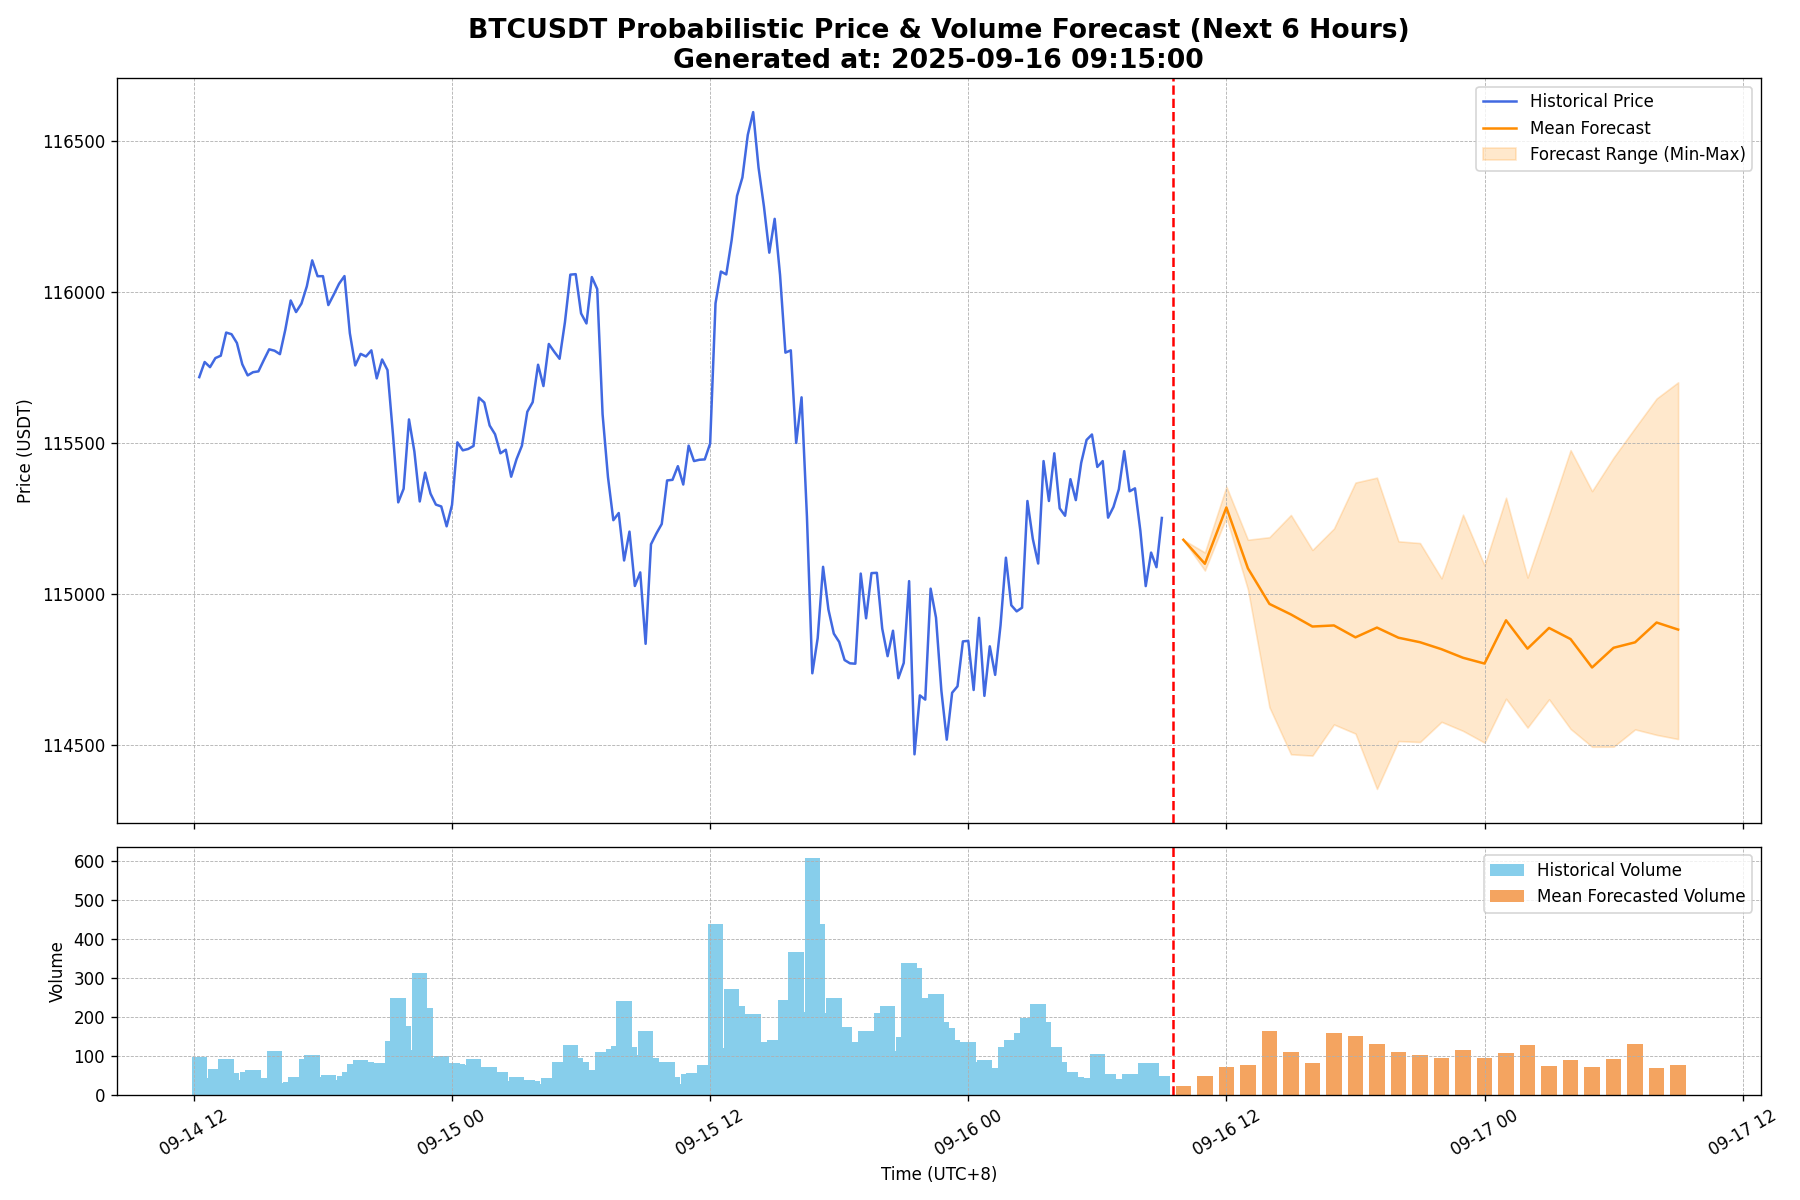 BTCUSDT Probabilistic Price & Volume Forecast (Next 6 Hours)
Generated at: 2025-09-16 09:15:00
Historical Price
Mean Forecast
Forecast Range (Min-Max)
116500
116000
115500
115000
114500
Price (USDT)
Historical Volume
Mean Forecasted Volume
600
500
400
300
200
100
0
Volume
09-14 12
09-15 00
09-15 12
09-16 00
09-16 12
09-17 00
09-17 12
Time (UTC+8)